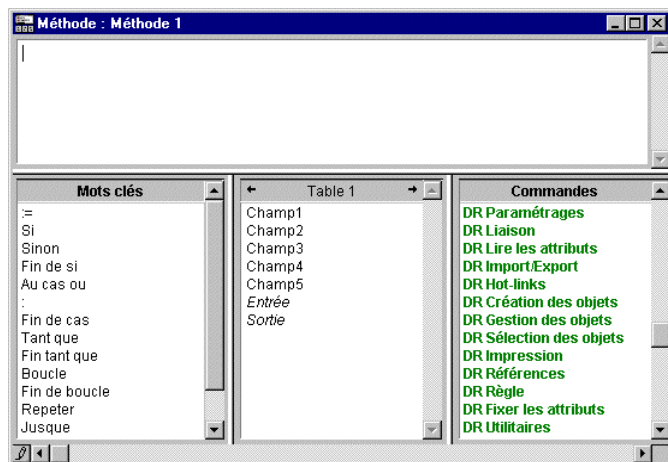 Méthode : Méthode 1
Mots clés
:=
Si
Sinon
Fin de si
Au cas ou
:
Fin de cas
Tant que
Fin tant que
Boucle
Fin de boucle
Repeter
Jusque
Table 1
Champ1
Champ2
Champ3
Champ4
Champ5
Entrée
Sortie
Commandes
DR Paramétrages
DR Liaison
DR Lire les attributs
DR Import/Export
DR Hot-links
DR Création des objets
DR Gestion des objets
DR Sélection des objets
DR Impression
DR Références
DR Règle
DR Fixer les attributs
DR Utilitaires